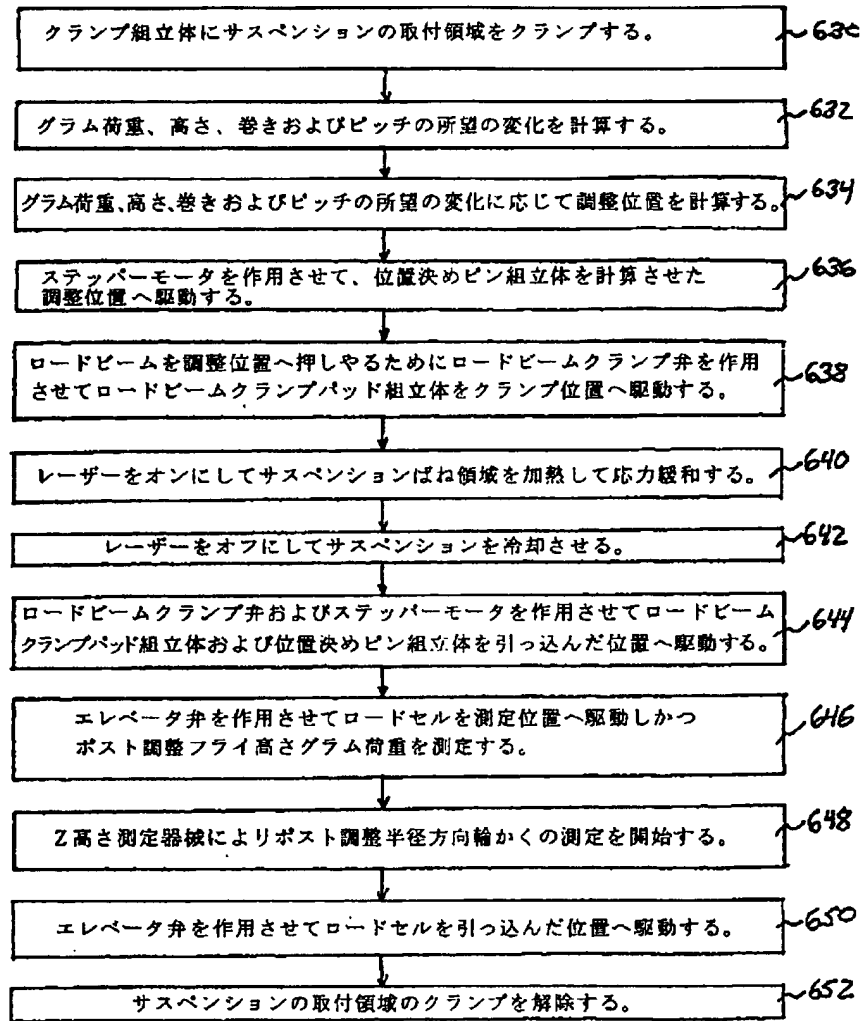 クランプ組立体にサスペンションの取付領域をクランプする。
630
グラム荷重、高さ、巻きおよびピッチの所望の変化を計算する。
632
グラム荷重、高さ、巻きおよびピッチの所望の変化に応じて調整位置を計算する。
634
ステッパーモータを作用させて、位置決めピン組立体を計算させた
調整位置へ駆動する。
636
ロードビームを調整位置へ押しやるためにロードビームクランプ弁を作用
させてロードビームクランプパッド組立体をクランプ位置へ駆動する。
638
レーザーをオンにしてサスペンションばね領域を加熱して応力緩和する。
640
レーザーをオフにしてサスペンションを冷却させる。
642
ロードビームクランプ弁およびステッパーモータを作用させてロードビーム
クランプパッド組立体および位置決めピン組立体を引っ込んだ位置へ駆動する。
644
エレベータ弁を作用させてロードセルを測定位置へ駆動しかつ
ポスト調整フライ高さグラム荷重を測定する。
646
Z高さ測定器械によりポスト調整半径方向輪かくの測定を開始する。
648
エレベータ弁を作用させてロードセルを引っ込んだ位置へ駆動する。
650
サスペンションの取付領域のクランプを解除する。
652